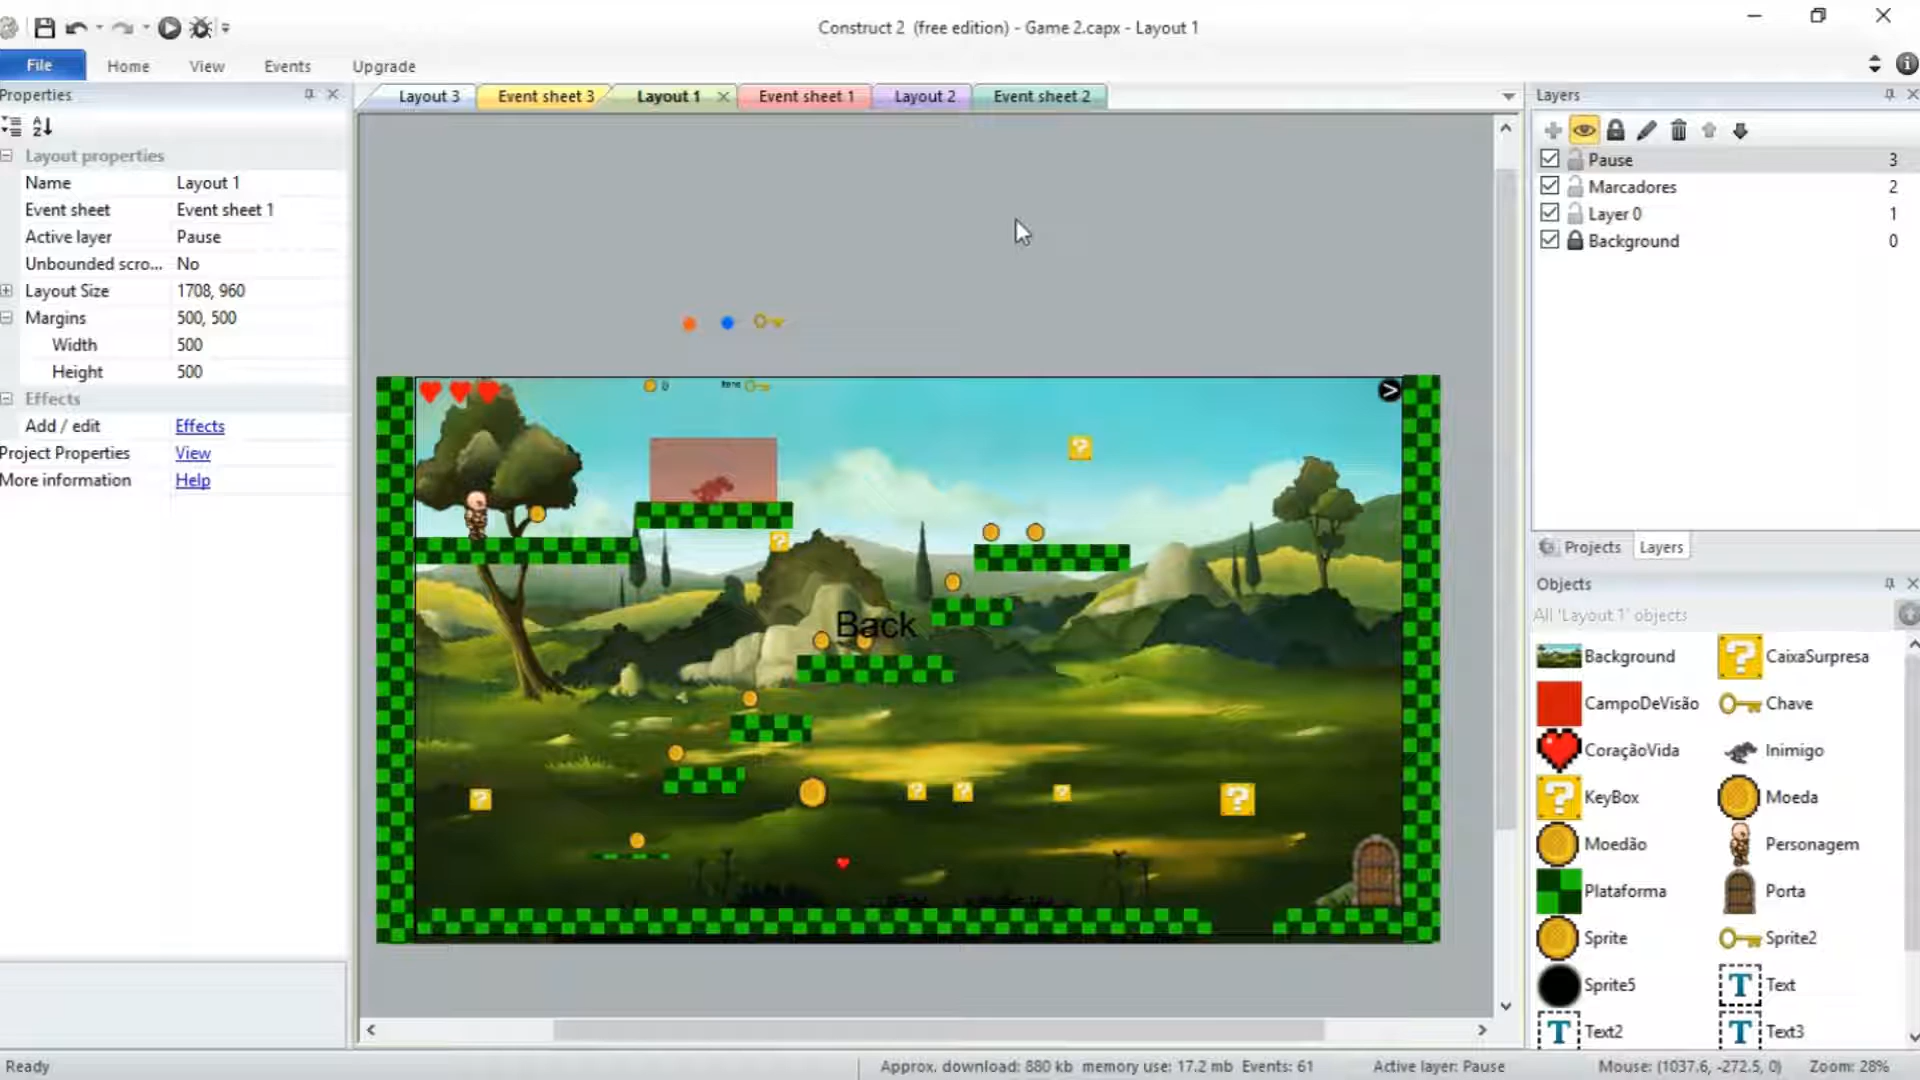 Construct 2 (free edition) - Game 2.capx - Layout 1
File Home View Events Upgrade
Properties
Layout properties
Name Layout 1
Event sheet Event sheet 1
Active layer Pause
Unbounded scro... No
Layout Size 1708, 960
Margins 500, 500
Width 500
Height 500
Effects
Add / edit Effects
Project Properties View
More information Help
Layout 3 Event sheet 3 Layout 1 Event sheet 1 Layout 2 Event sheet 2
0 Itens
>
Back
Layers
Pause 3
Marcadores 2
Layer 0 1
Background 0
Projects Layers
Objects
All 'Layout 1' objects
Background CaixaSurpresa
CampoDeVisão Chave
CoraçãoVida Inimigo
KeyBox Moeda
Moedão Personagem
Plataforma Porta
Sprite Sprite2
Sprite5 Text
Text2 Text3
Ready Approx. download: 880 kb memory use: 17.2 mb Events: 61 Active layer: Pause Mouse: (1037.6, -272.5, 0) Zoom: 28%